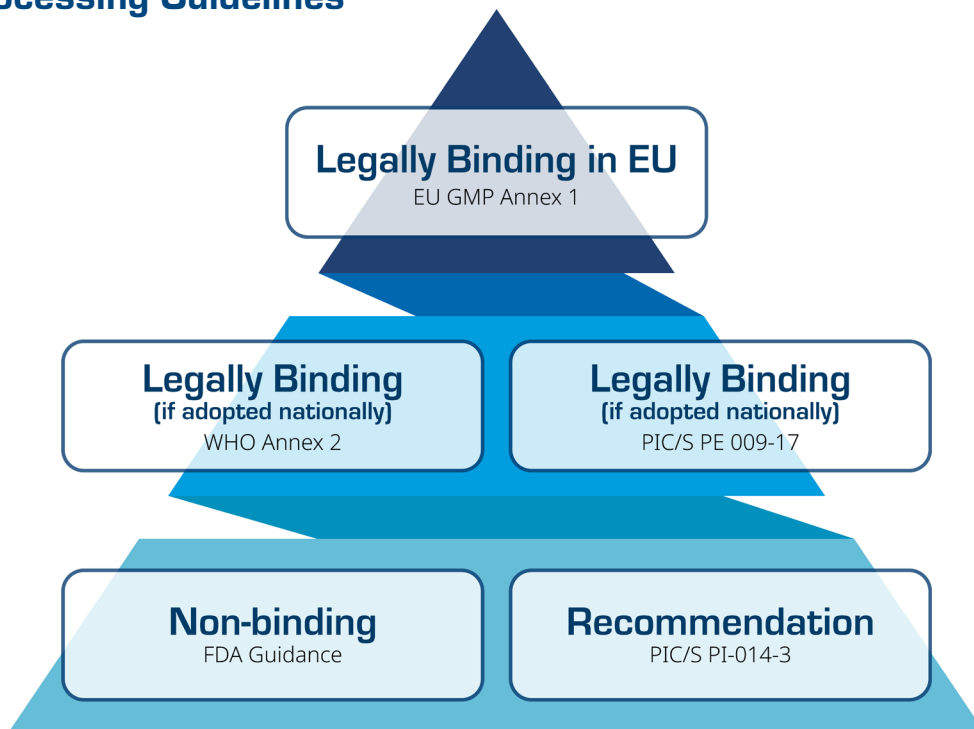 Guidelines
Legally Binding in EU
EU GMP Annex 1
Legally Binding
(if adopted nationally)
WHO Annex 2
Legally Binding
(if adopted nationally)
PIC/S PE 009-17
Non-binding
FDA Guidance
Recommendation
PIC/S PI-014-3